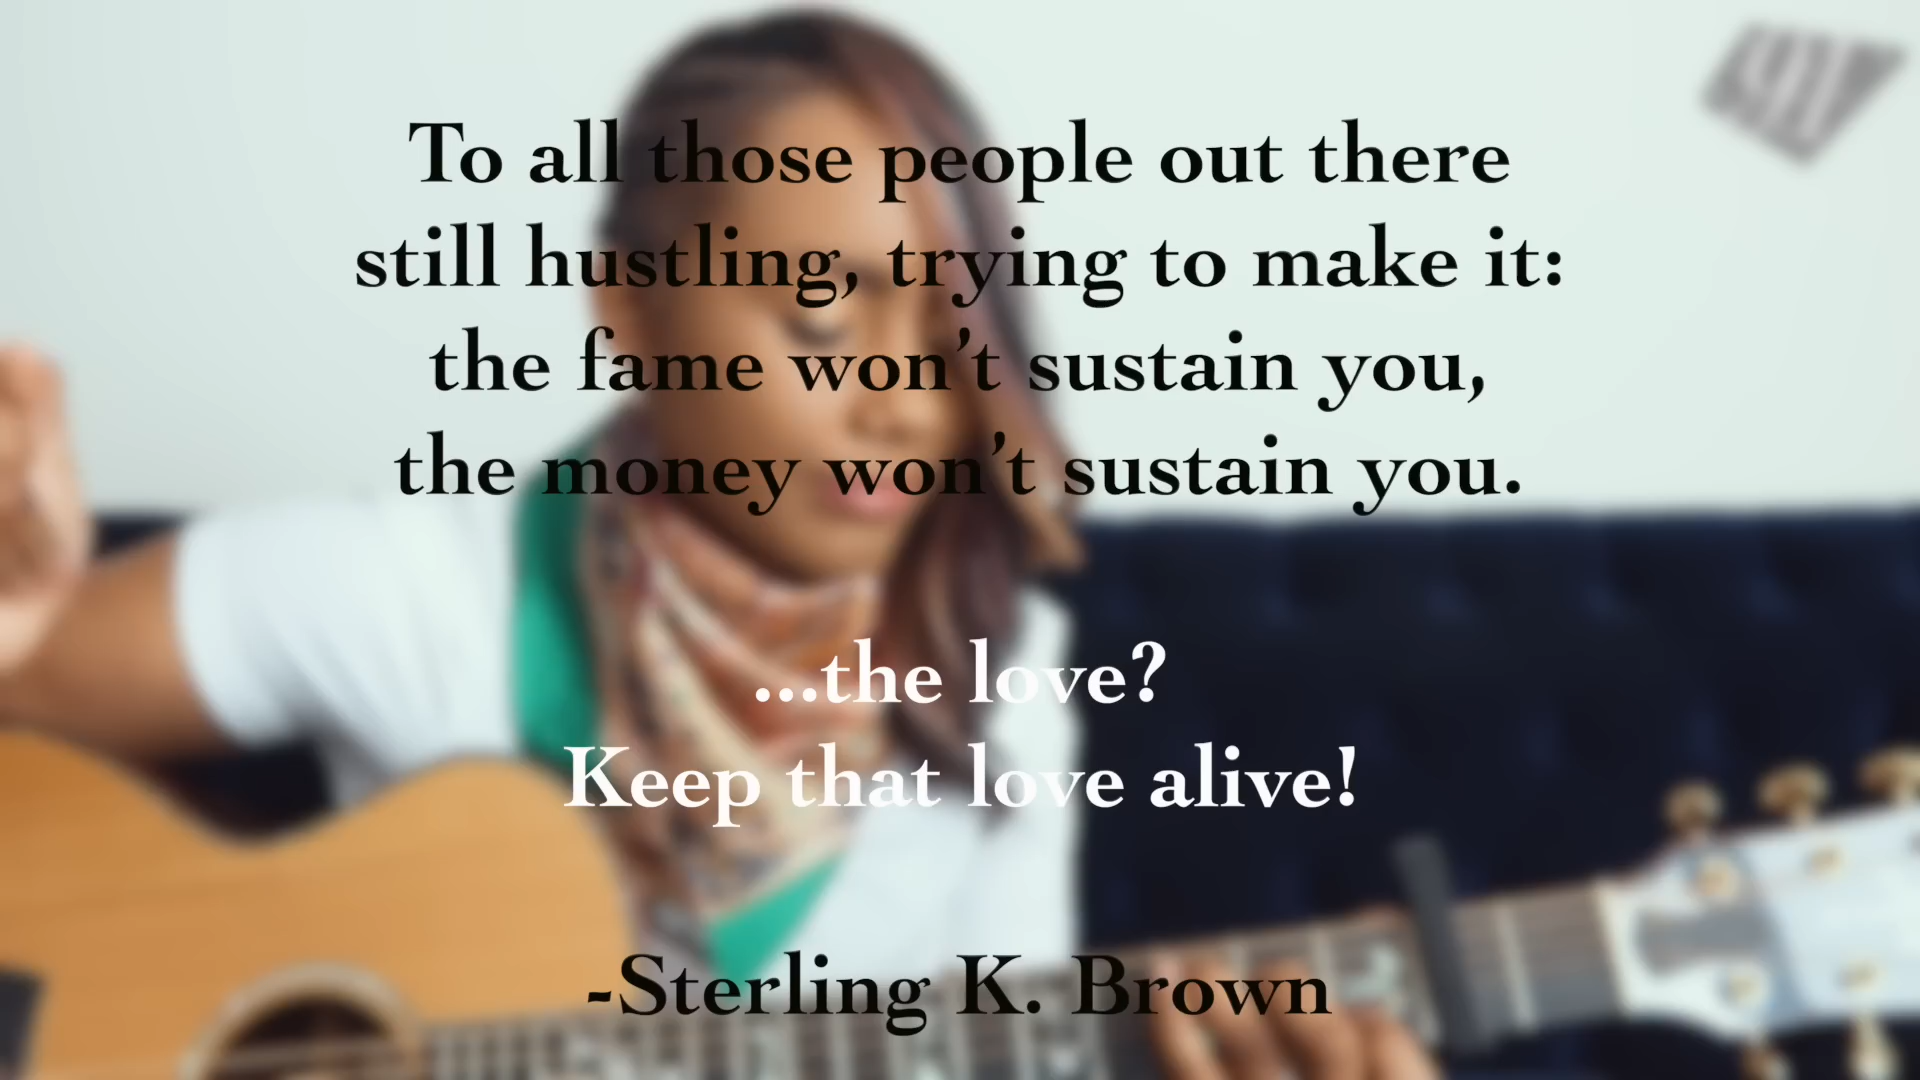 To all those people out there
still hustling, trying to make it:
the fame won’t sustain you,
the money won’t sustain you.
...the love?
Keep that love alive!
-Sterling K. Brown